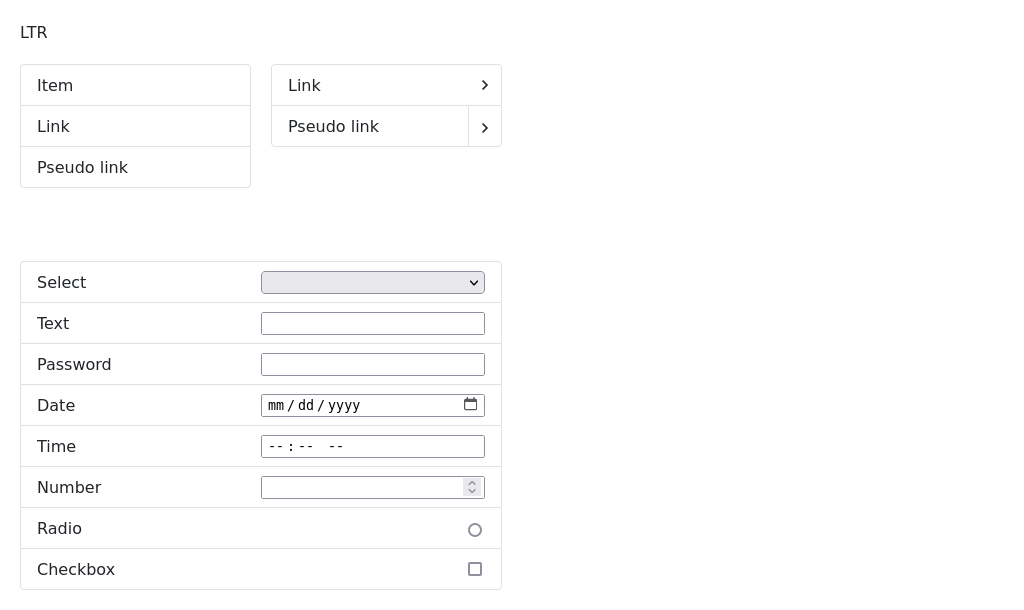 LTR
Item
Link
Pseudo link
Link
Pseudo link
Select
Text
Password
Date mm/dd/yyyy
Time --:-- --
Number
Radio
Checkbox